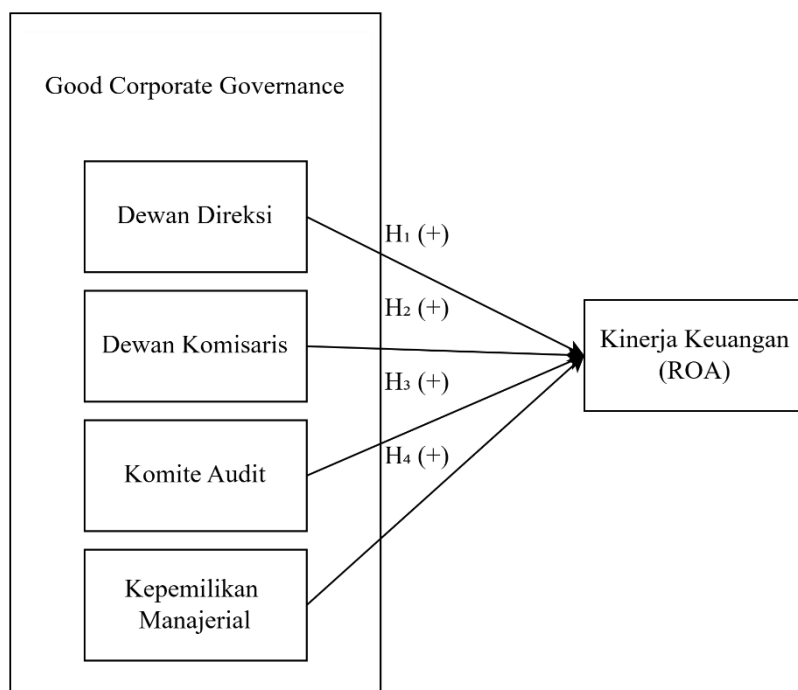 Good Corporate Governance
Dewan Direksi
H₁ (+)
Dewan Komisaris
H₂ (+)
Komite Audit
H₃ (+)
Kepemilikan
Manajerial
H₄ (+)
Kinerja Keuangan
(ROA)